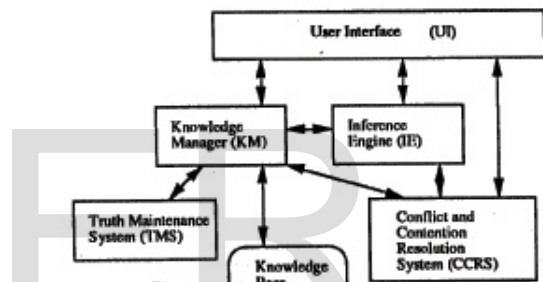 User Interface (UI)
Knowledge
Manager (KM)
Inference
Engine (IE)
Truth Maintenance
System (TMS)
Conflict and
Contention
Resolution
System (CCRS)
Knowledge